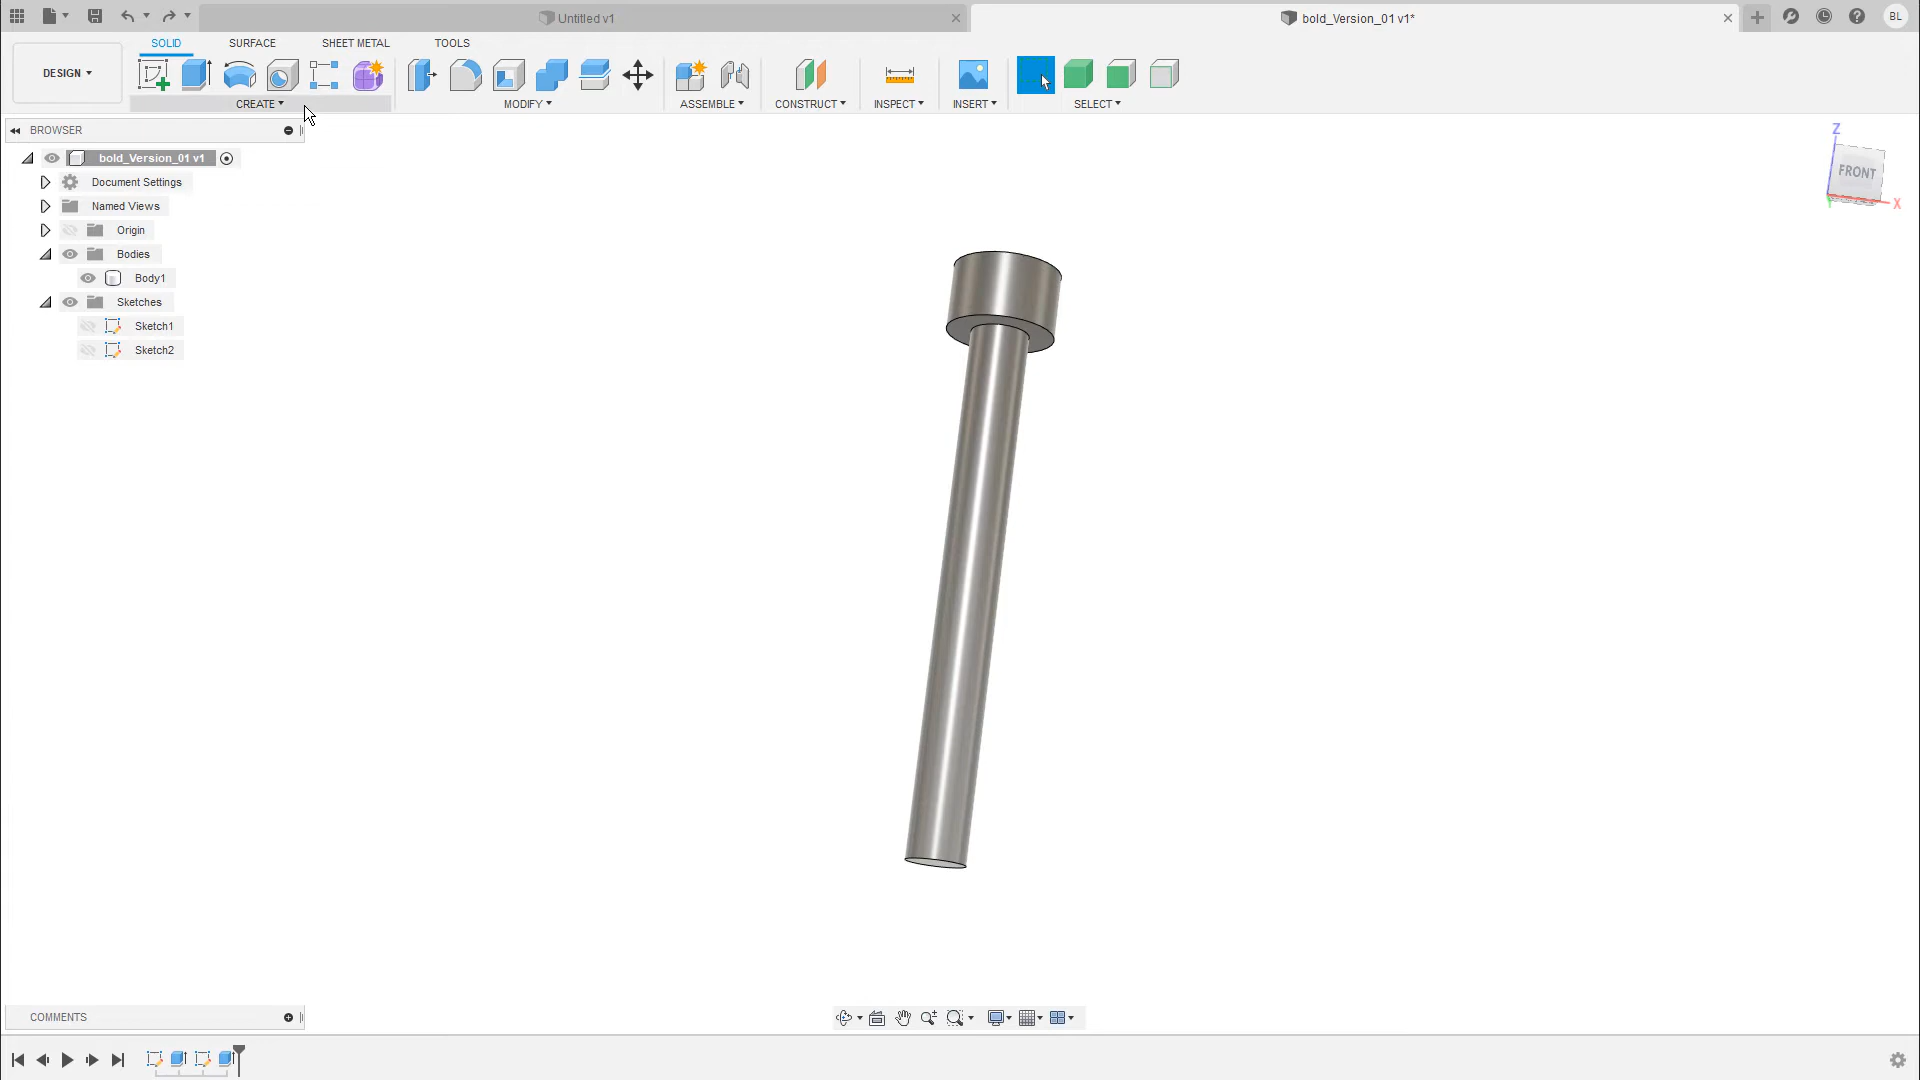 Untitled v1
bold_Version_01 v1*
BL
DESIGN
SOLID
SURFACE
SHEET METAL
TOOLS
CREATE
MODIFY
ASSEMBLE
CONSTRUCT
INSPECT
INSERT
SELECT
BROWSER
bold_Version_01 v1
Document Settings
Named Views
Origin
Bodies
Body1
Sketches
Sketch1
Sketch2
Z
FRONT
X
COMMENTS